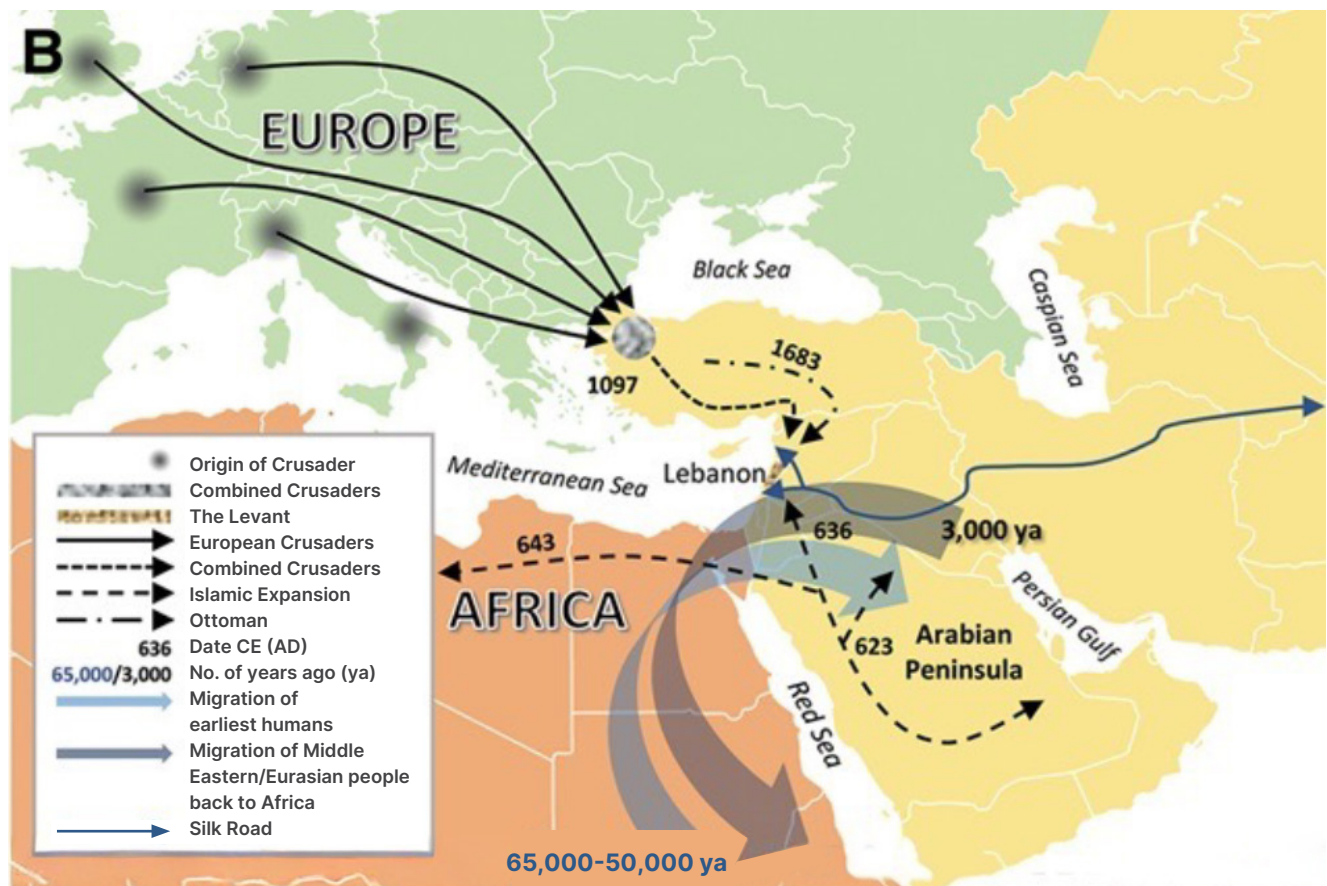 B
EUROPE
Black Sea
Caspian Sea
1683
1097
Mediterranean Sea
Lebanon
636
3,000 ya
643
AFRICA
Persian Gulf
623
Arabian
Peninsula
Red Sea
65,000-50,000 ya
Origin of Crusader
Combined Crusaders
The Levant
European Crusaders
Combined Crusaders
Islamic Expansion
Ottoman
636 Date CE (AD)
65,000/3,000 No. of years ago (ya)
Migration of
earliest humans
Migration of Middle
Eastern/Eurasian people
back to Africa
Silk Road